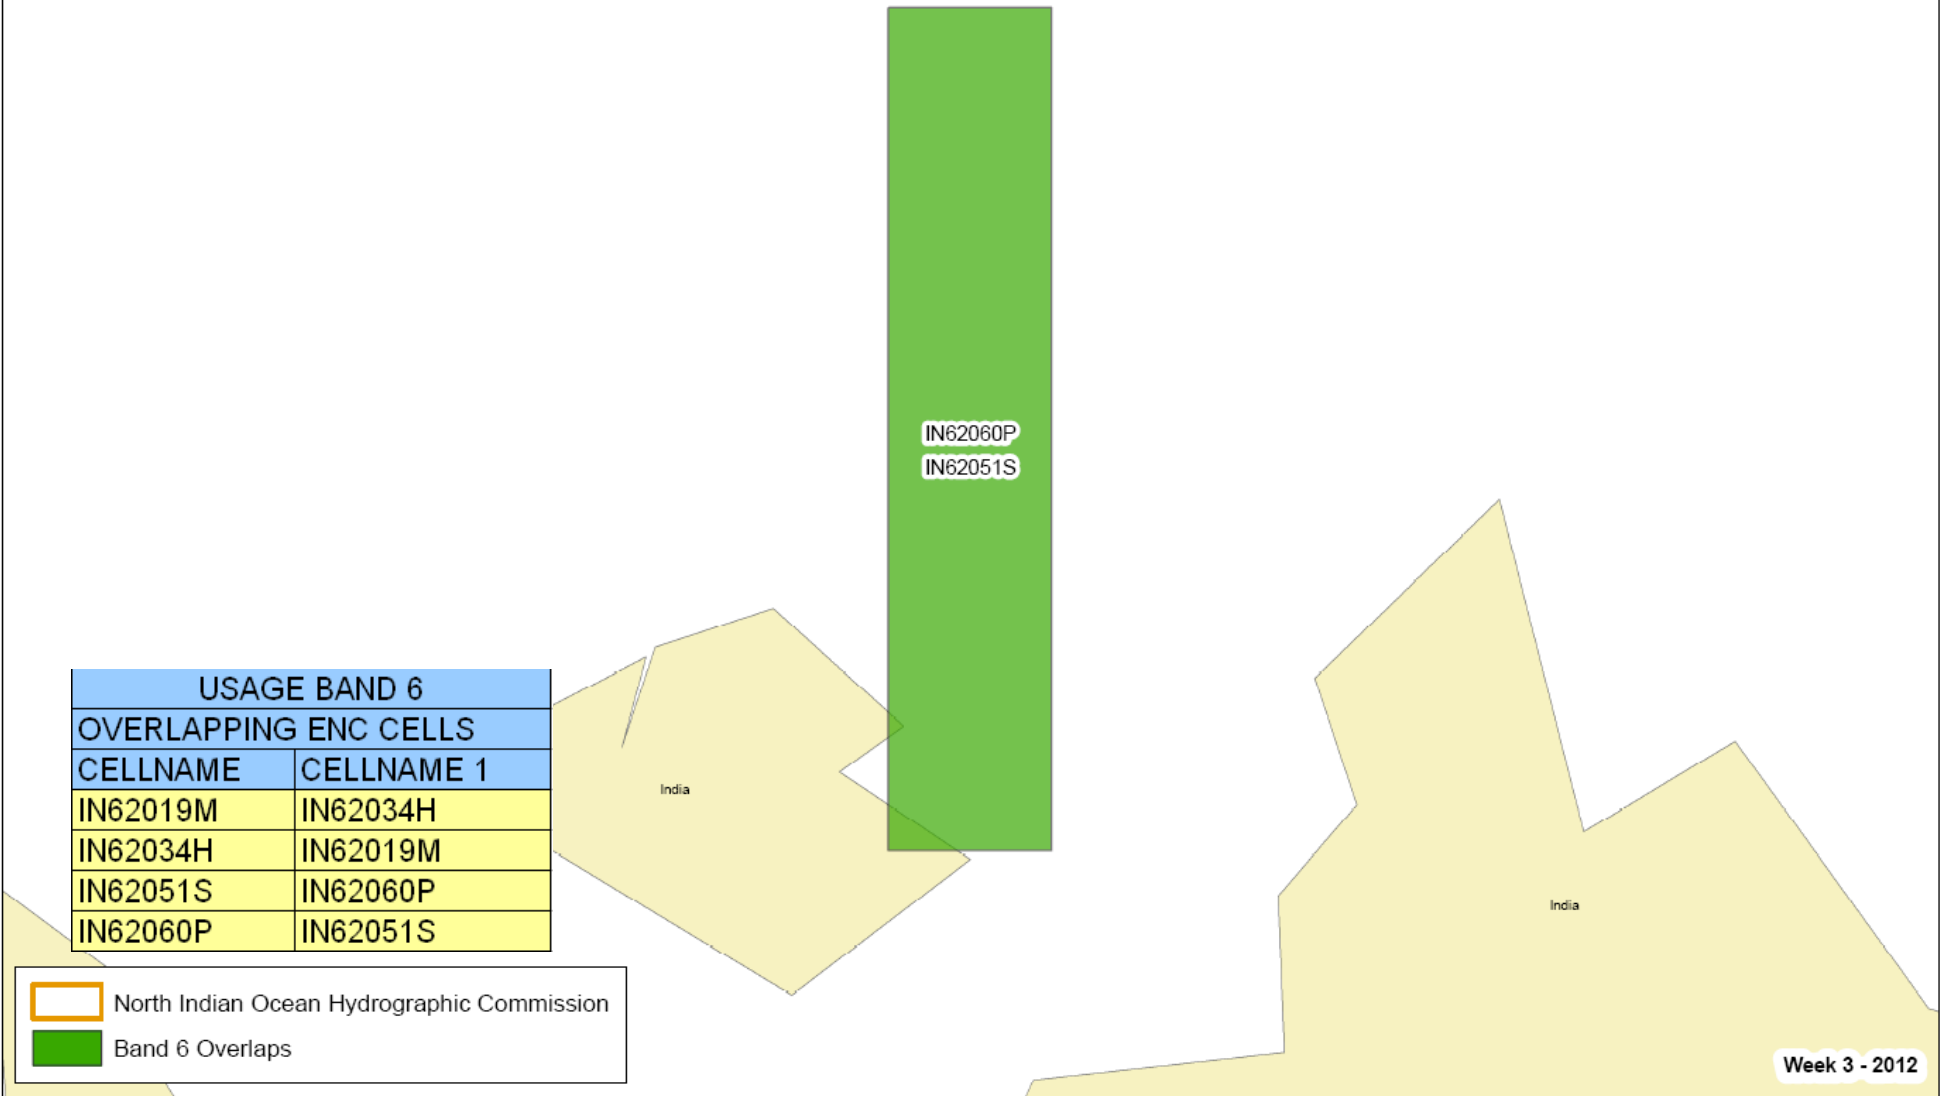 IN62060P
IN62051S
USAGE BAND 6
OVERLAPPING ENC CELLS
CELLNAME CELLNAME 1
IN62019M IN62034H
IN62034H IN62019M
IN62051S IN62060P
IN62060P IN62051S
India
India
North Indian Ocean Hydrographic Commission
Band 6 Overlaps
Week 3 - 2012